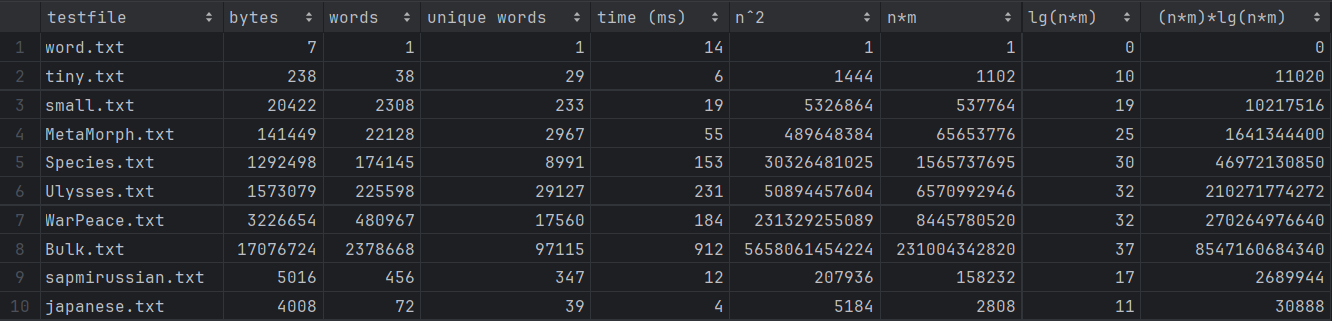 testfile bytes words unique words time (ms) nˆ2 n*m lg(n*m) (n*m)*lg(n*m)
1 word.txt 7 1 1 14 1 1 0 0
2 tiny.txt 238 38 29 6 1444 1102 10 11020
3 small.txt 20422 2308 233 19 5326864 537764 19 10217516
4 MetaMorph.txt 141449 22128 2967 55 489648384 65653776 25 1641344400
5 Species.txt 1292498 174145 8991 153 30326481025 1565737695 30 46972130850
6 Ulysses.txt 1573079 225598 29127 231 50894457604 6570992946 32 210271774272
7 WarPeace.txt 3226654 480967 17560 184 231329255089 8445780520 32 270264976640
8 Bulk.txt 17076724 2378668 97115 912 5658061454224 231004342820 37 8547160684340
9 sapmirussian.txt 5016 456 347 12 207936 158232 17 2689944
10 japanese.txt 4008 72 39 4 5184 2808 11 30888